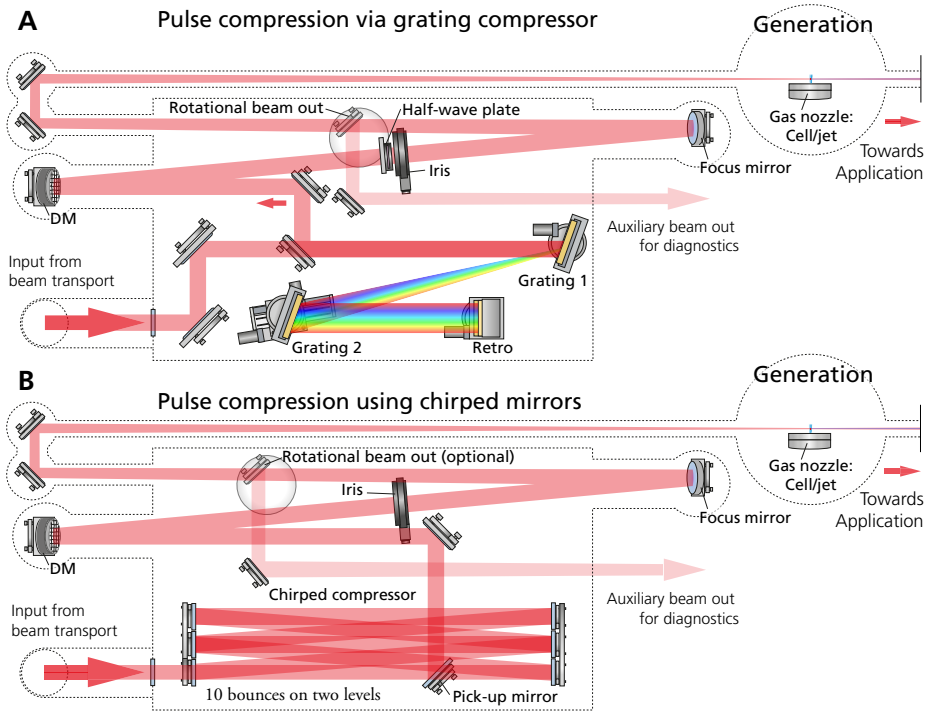 A
Pulse compression via grating compressor
Generation
Rotational beam out
Half-wave plate
Gas nozzle:
Cell/jet
Iris
Focus mirror
Towards
Application
DM
Auxiliary beam out
for diagnostics
Input from
beam transport
Grating 1
Grating 2
Retro
B
Pulse compression using chirped mirrors
Generation
Rotational beam out (optional)
Gas nozzle:
Cell/jet
Iris
Focus mirror
Towards
Application
DM
Chirped compressor
Auxiliary beam out
for diagnostics
Input from
beam transport
10 bounces on two levels
Pick-up mirror